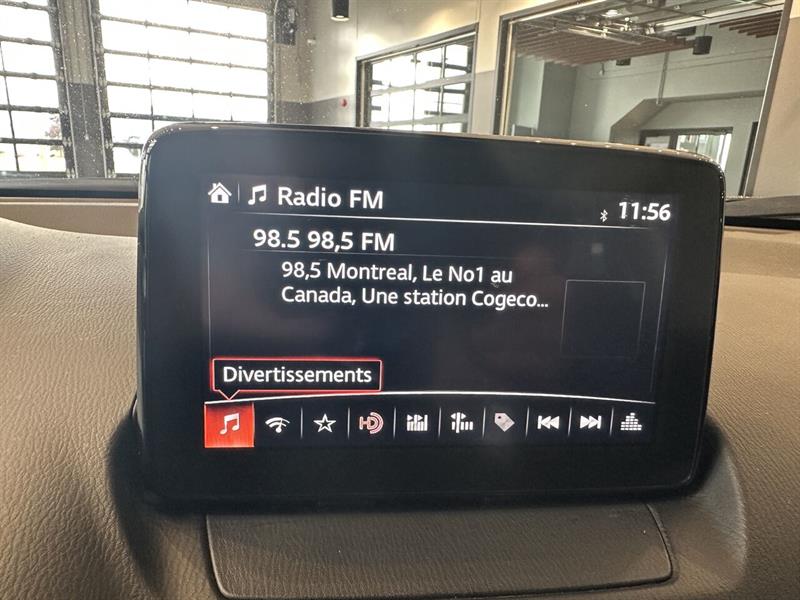 Radio FM
11:56
98.5 98,5 FM
98,5 Montreal, Le No1 au
Canada, Une station Cogeco...
Divertissements
HD